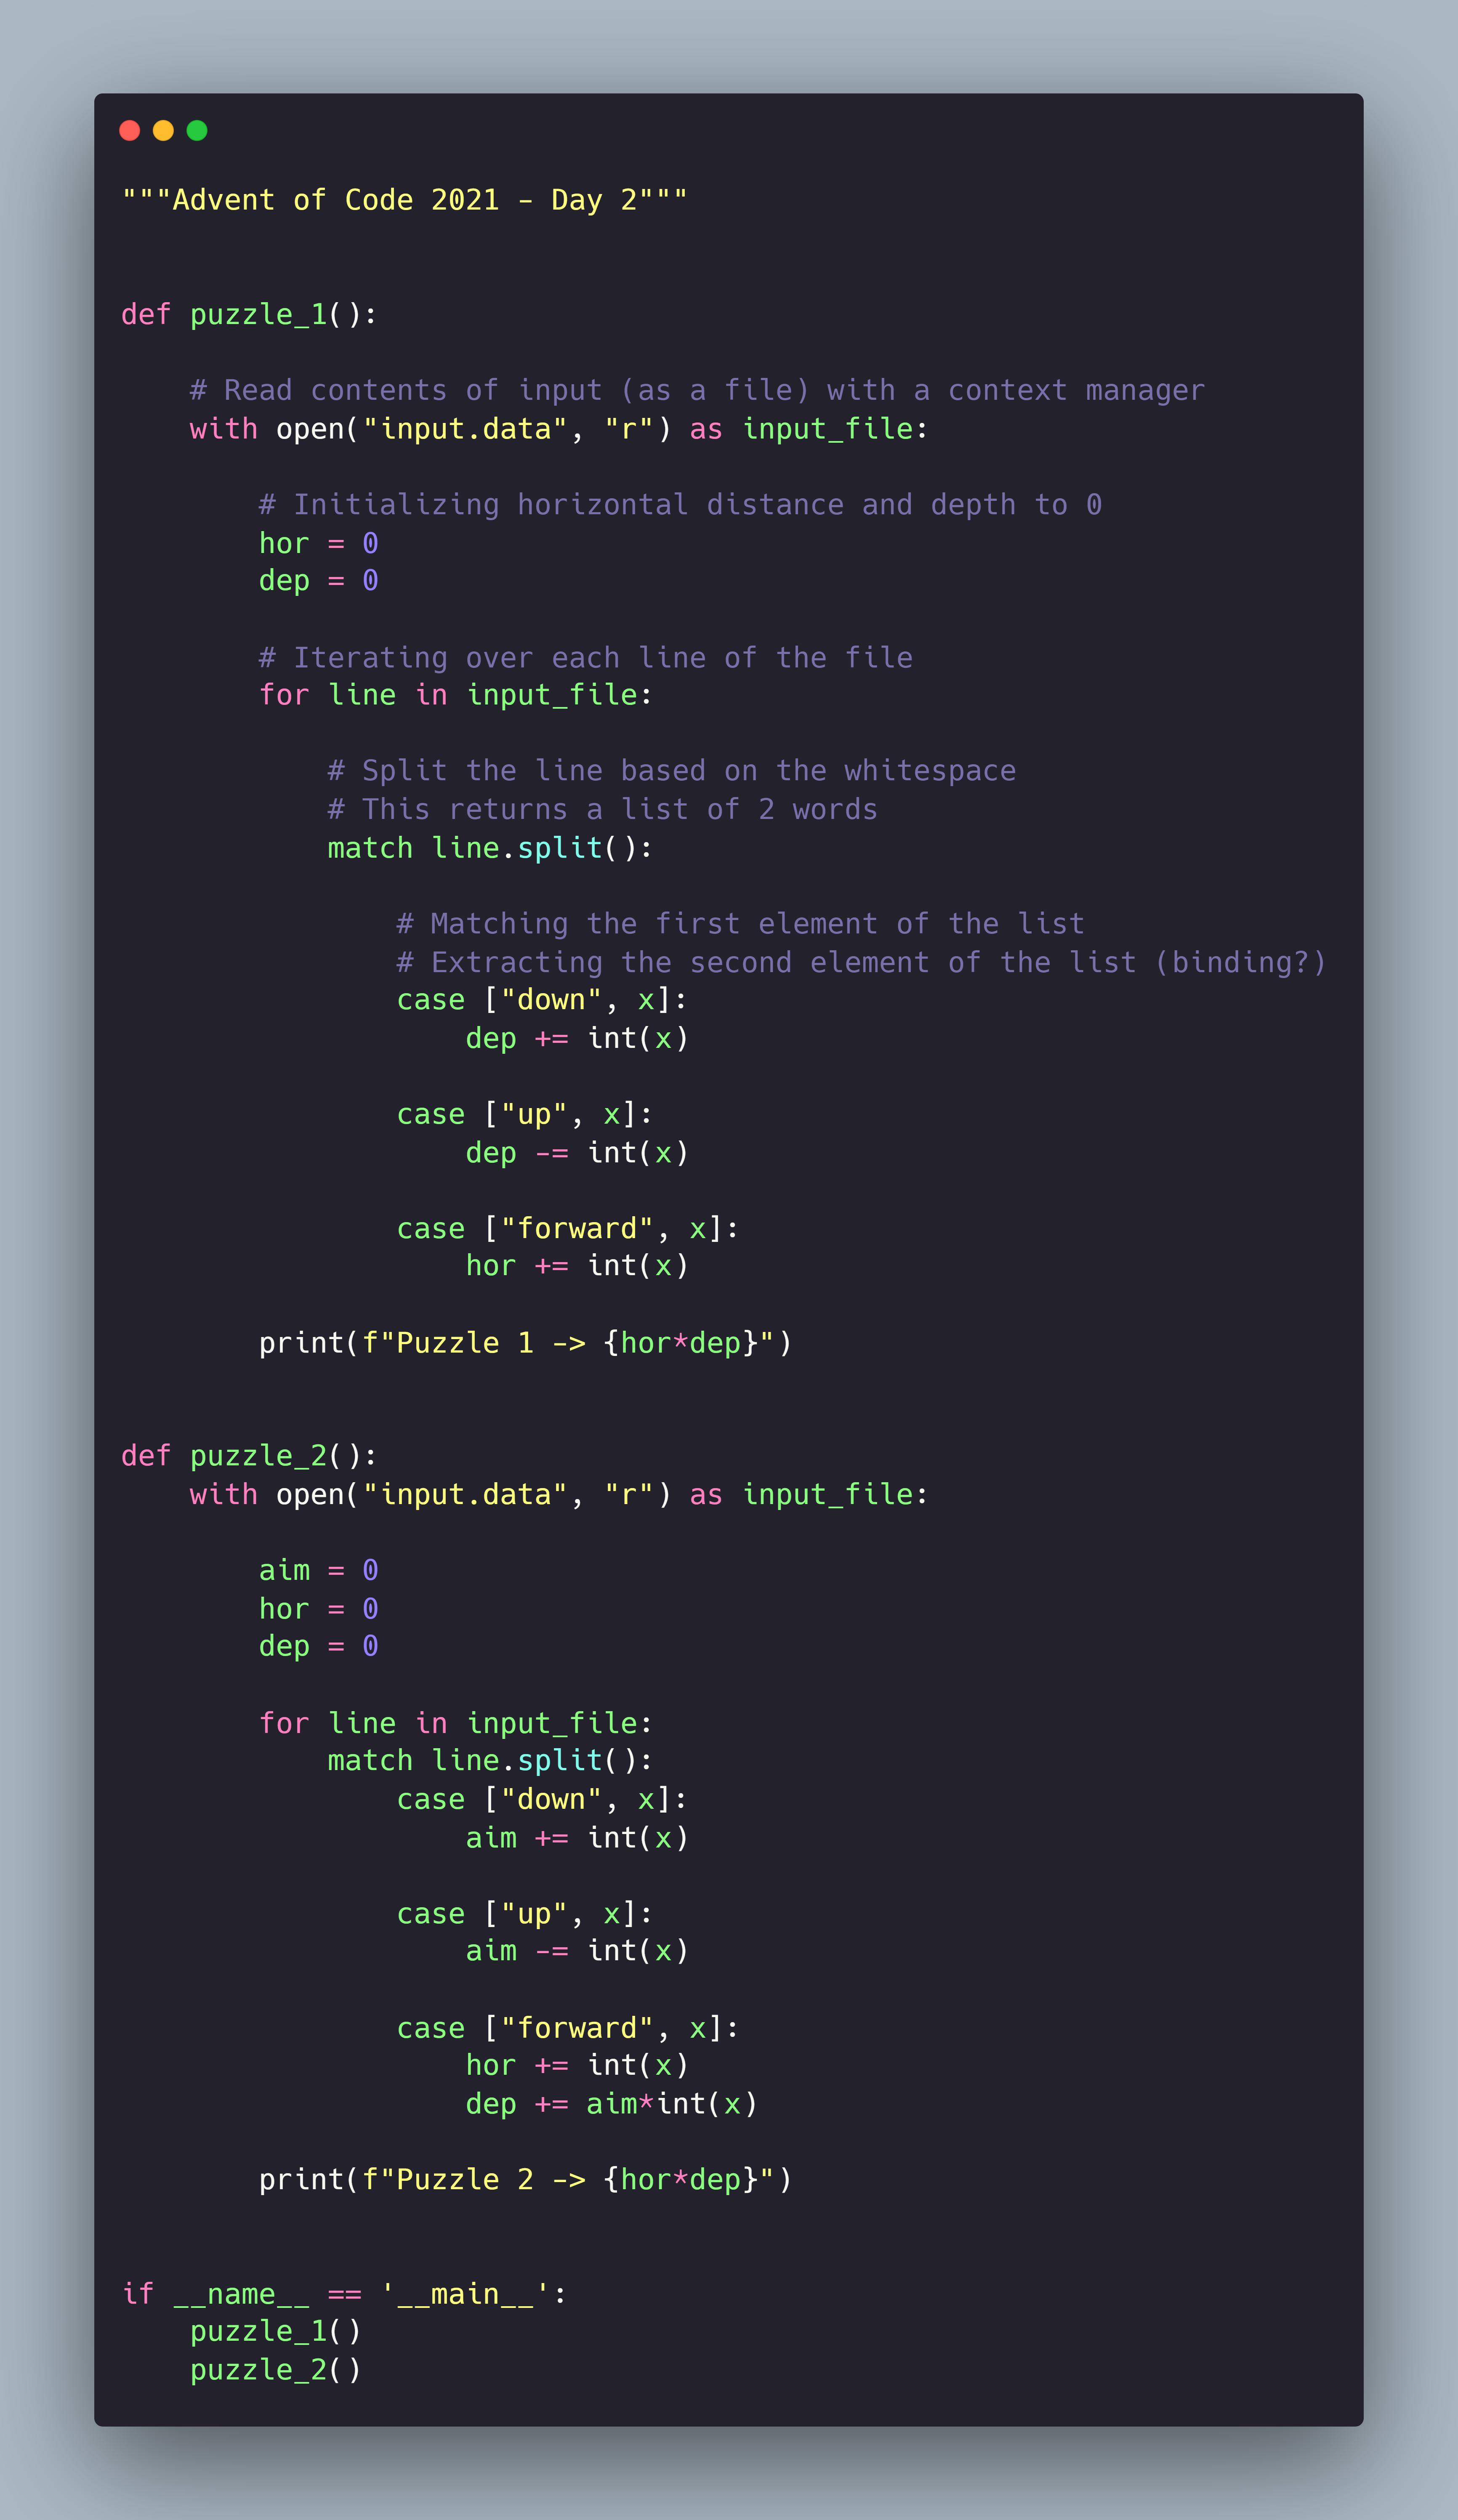 """Advent of Code 2021 - Day 2"""
def puzzle_1():
    # Read contents of input (as a file) with a context manager
    with open("input.data", "r") as input_file:
        # Initializing horizontal distance and depth to 0
        hor = 0
        dep = 0
        # Iterating over each line of the file
        for line in input_file:
            # Split the line based on the whitespace
            # This returns a list of 2 words
            match line.split():
                # Matching the first element of the list
                # Extracting the second element of the list (binding?)
                case ["down", x]:
                    dep += int(x)
                case ["up", x]:
                    dep -= int(x)
                case ["forward", x]:
                    hor += int(x)
        print(f"Puzzle 1 -> {hor*dep}")
def puzzle_2():
    with open("input.data", "r") as input_file:
        aim = 0
        hor = 0
        dep = 0
        for line in input_file:
            match line.split():
                case ["down", x]:
                    aim += int(x)
                case ["up", x]:
                    aim -= int(x)
                case ["forward", x]:
                    hor += int(x)
                    dep += aim*int(x)
        print(f"Puzzle 2 -> {hor*dep}")
if __name__ == '__main__':
    puzzle_1()
    puzzle_2()